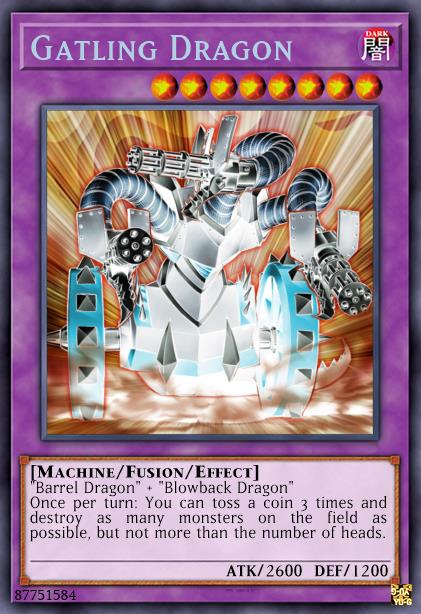 GATLING DRAGON
DARK
闇
[MACHINE/FUSION/EFFECT]
"Barrel Dragon" + "Blowback Dragon"
Once per turn: You can toss a coin 3 times and
destroy as many monsters on the field as
possible, but not more than the number of heads.
ATK/2600 DEF/1200
87751584